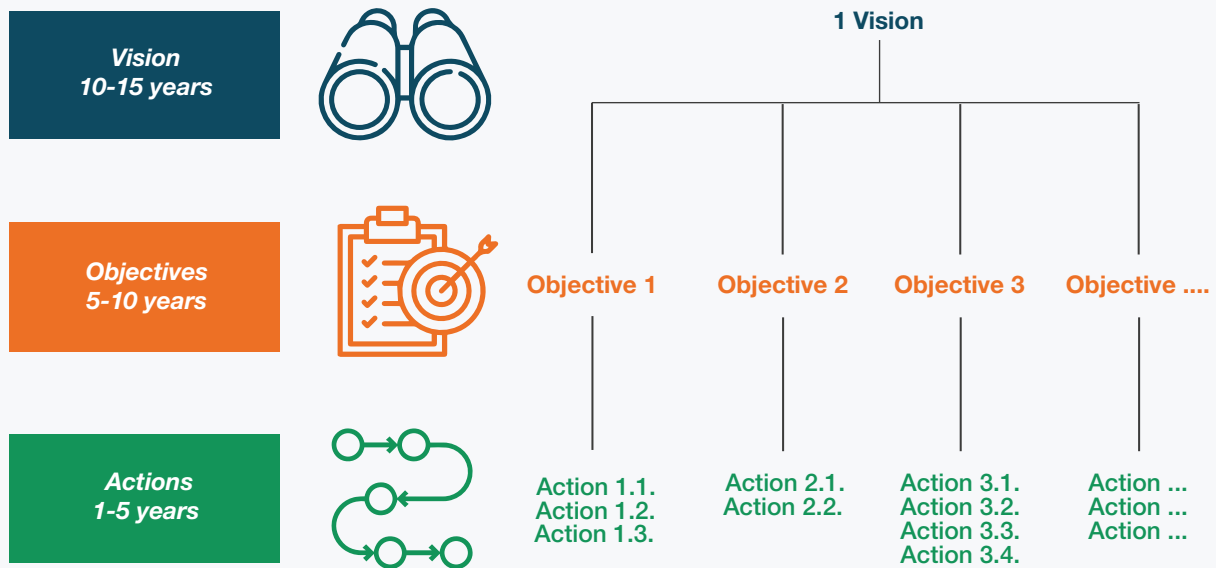 Vision
10-15 years
1 Vision
Objectives
5-10 years
Objective 1
Objective 2
Objective 3
Objective ....
Actions
1-5 years
Action 1.1.
Action 1.2.
Action 1.3.
Action 2.1.
Action 2.2.
Action 3.1.
Action 3.2.
Action 3.3.
Action 3.4.
Action ...
Action ...
Action ...